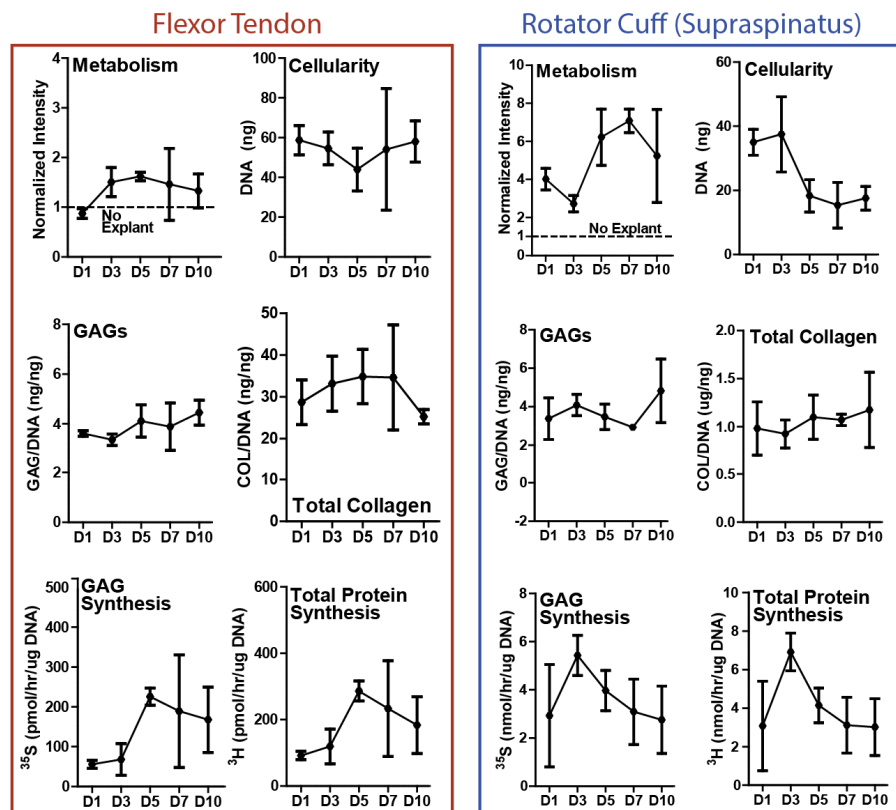 Flexor Tendon
Metabolism
Normalized Intensity
4
3
2
1
0
No
Explant
D1 D3 D5 D7 D10
Cellularity
DNA (ng)
100
80
60
40
20
0
D1 D3 D5 D7 D10
GAGs
GAG/DNA (ng/ng)
8
6
4
2
0
D1 D3 D5 D7 D10
COL/DNA (ng/ng)
50
40
30
20
10
0
Total Collagen
D1 D3 D5 D7 D10
GAG
Synthesis
35S (pmol/hr/ug DNA)
500
400
300
200
100
0
D1 D3 D5 D7 D10
Total Protein
Synthesis
3H (pmol/hr/ug DNA)
600
400
200
0
D1 D3 D5 D7 D10
Rotator Cuff (Supraspinatus)
Metabolism
Normalized Intensity
10
8
6
4
2
1
0
No Explant
D1 D3 D5 D7 D10
Cellularity
DNA (ng)
60
40
20
0
D1 D3 D5 D7 D10
GAGs
GAG/DNA (ng/ng)
8
6
4
2
0
-2
D1 D3 D5 D7 D10
Total Collagen
COL/DNA (ug/ng)
2.0
1.5
1.0
0.5
0.0
D1 D3 D5 D7 D10
GAG
Synthesis
35S (nmol/hr/ug DNA)
8
6
4
2
0
D1 D3 D5 D7 D10
Total Protein
Synthesis
3H (nmol/hr/ug DNA)
10
8
6
4
2
0
D1 D3 D5 D7 D10